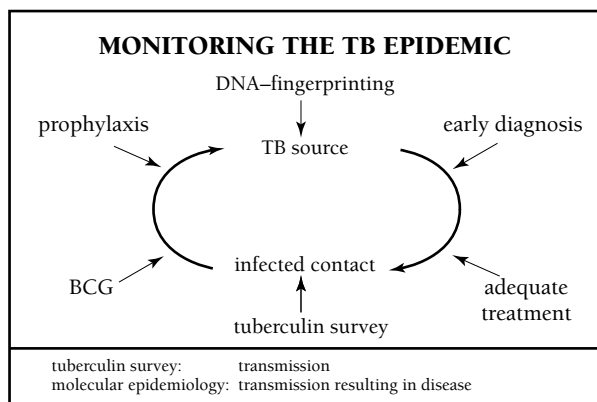 MONITORING THE TB EPIDEMIC
DNA–fingerprinting
prophylaxis
early diagnosis
TB source
infected contact
BCG
adequate
treatment
tuberculin survey
tuberculin survey: transmission
molecular epidemiology: transmission resulting in disease